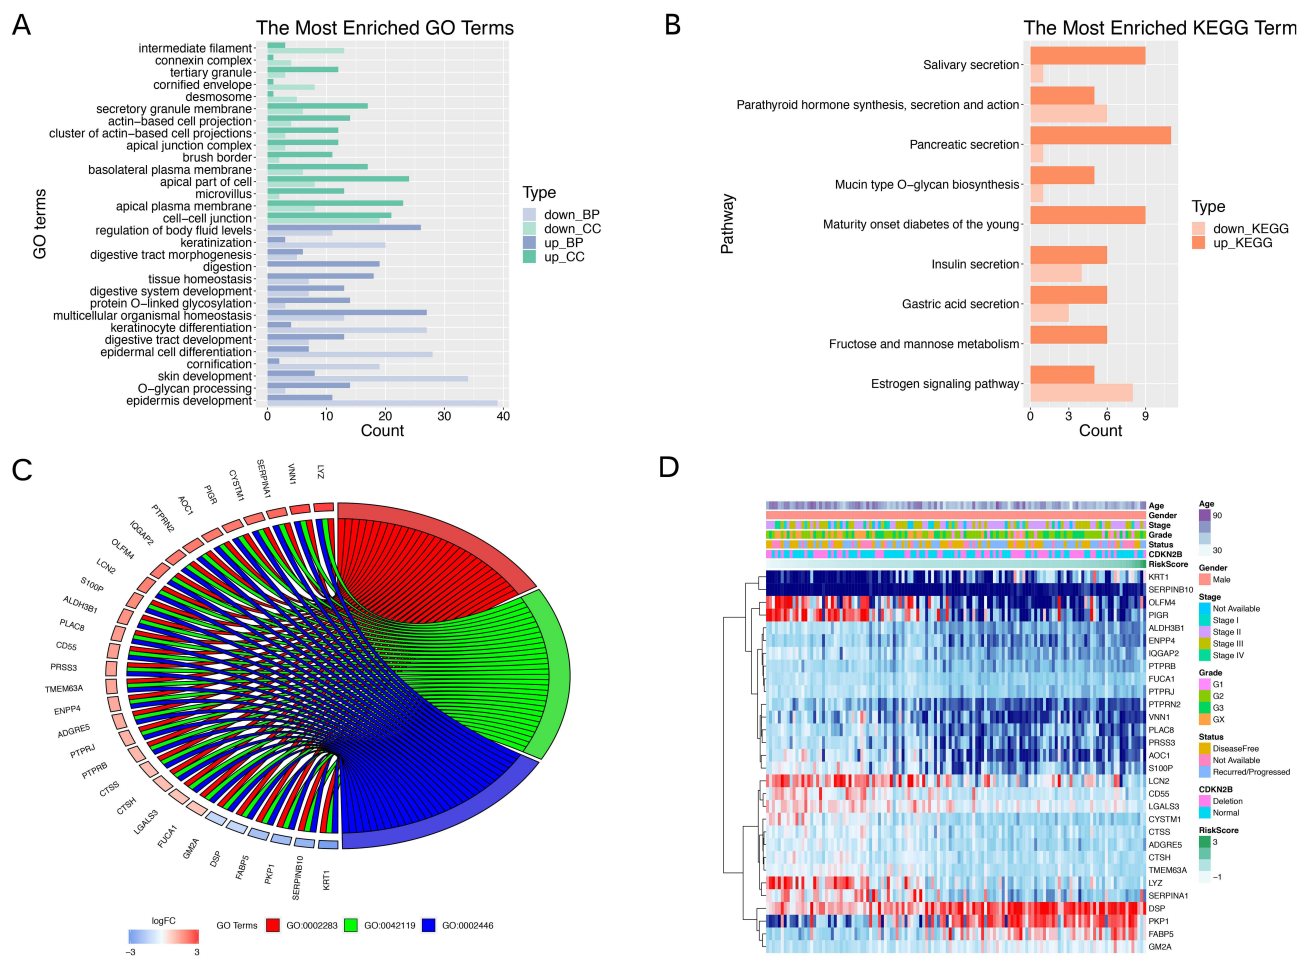 A
The Most Enriched GO Terms
GO terms
intermediate filament
connexin complex
tertiary granule
cornified envelope
desmosome
secretory granule membrane
actin−based cell projection
cluster of actin−based cell projections
apical junction complex
brush border
basolateral plasma membrane
apical part of cell
microvillus
apical plasma membrane
cell−cell junction
regulation of body fluid levels
keratinization
digestive tract morphogenesis
digestion
tissue homeostasis
digestive system development
protein O−linked glycosylation
multicellular organismal homeostasis
keratinocyte differentiation
digestive tract development
epidermal cell differentiation
cornification
skin development
O−glycan processing
epidermis development
0 10 20 30 40
Count
Type
down_BP
down_CC
up_BP
up_CC
B
The Most Enriched KEGG Term
Pathway
Salivary secretion
Parathyroid hormone synthesis, secretion and action
Pancreatic secretion
Mucin type O−glycan biosynthesis
Maturity onset diabetes of the young
Insulin secretion
Gastric acid secretion
Fructose and mannose metabolism
Estrogen signaling pathway
0 3 6 9
Count
Type
down_KEGG
up_KEGG
C
LYZ
VNN1
SERPINA1
CYSTM1
PIGR
AOC1
PTPRN2
IQGAP2
OLFM4
LCN2
S100P
ALDH3B1
PLAC8
CD55
PRSS3
TMEM63A
ENPP4
ADGRE5
PTPRJ
PTPRB
CTSS
CTSH
LGALS3
FUCA1
GM2A
DSP
FABP5
PKP1
SERPINB10
KRT1
logFC
−3 3
GO Terms GO:0002283 GO:0042119 GO:0002446
D
Age
Gender
Stage
Grade
Status
CDKN2B
RiskScore
KRT1
SERPINB10
OLFM4
PIGR
ALDH3B1
ENPP4
IQGAP2
PTPRB
FUCA1
PTPRJ
PTPRN2
VNN1
PLAC8
PRSS3
AOC1
S100P
LCN2
CD55
LGALS3
CYSTM1
CTSS
ADGRE5
CTSH
TMEM63A
LYZ
SERPINA1
DSP
PKP1
FABP5
GM2A
Age
90
30
Gender
Male
Stage
Not Available
Stage I
Stage II
Stage III
Stage IV
Grade
G1
G2
G3
GX
Status
DiseaseFree
Not Available
Recurred/Progressed
CDKN2B
Deletion
Normal
RiskScore
3
−1